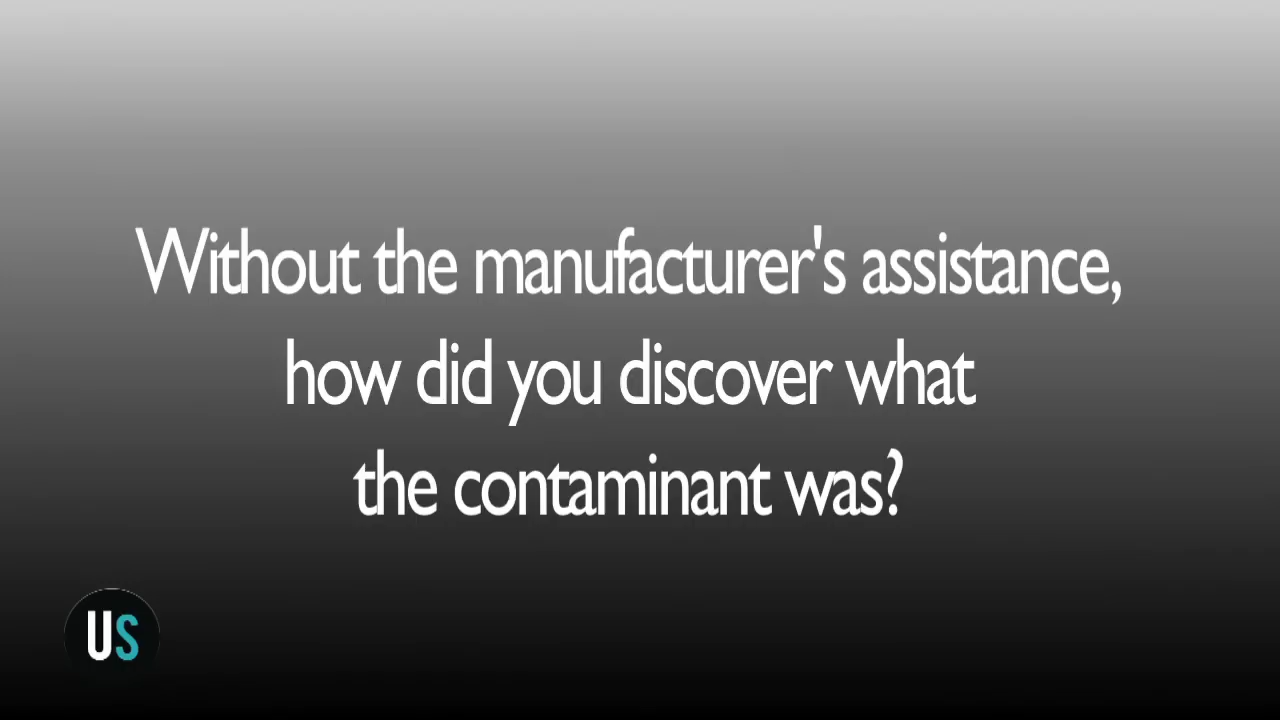 Without the manufacturer's assistance,
how did you discover what
the contaminant was?
US